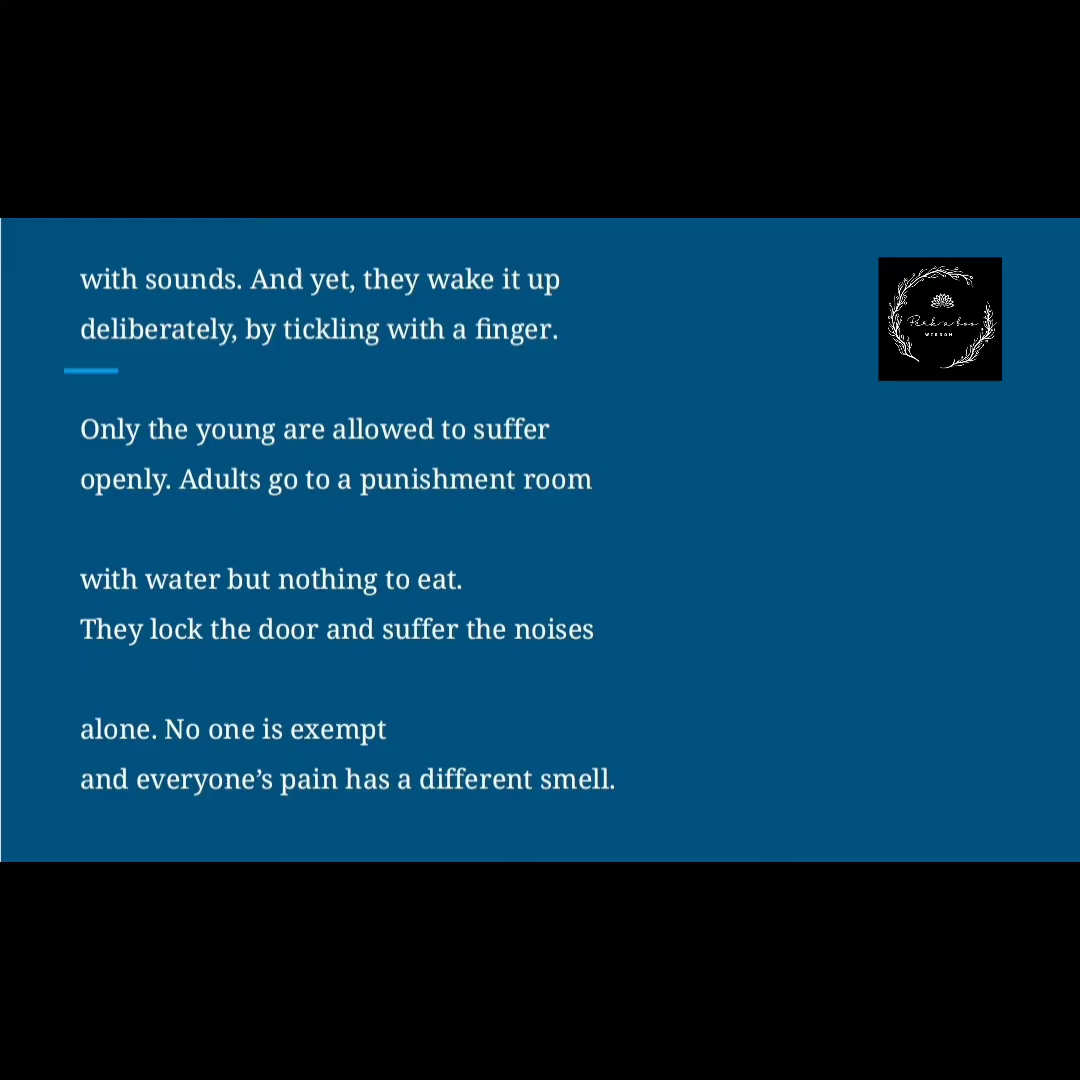 with sounds. And yet, they wake it up
deliberately, by tickling with a finger.
Only the young are allowed to suffer
openly. Adults go to a punishment room
with water but nothing to eat.
They lock the door and suffer the noises
alone. No one is exempt
and everyone’s pain has a different smell.
WISDOM